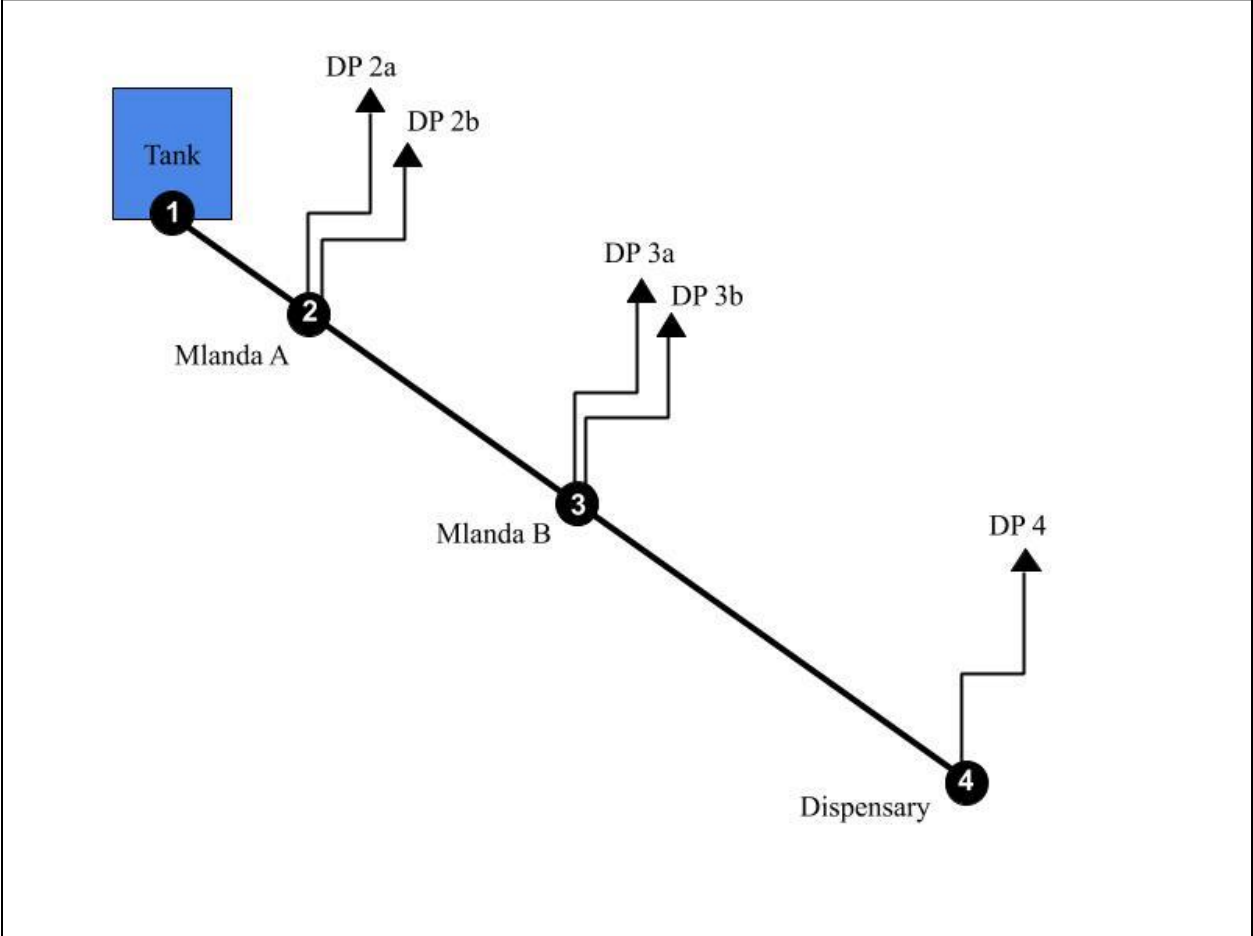 DP 2a
DP 2b
Tank
1
2
Mlanda A
DP 3a
DP 3b
3
Mlanda B
DP 4
4
Dispensary